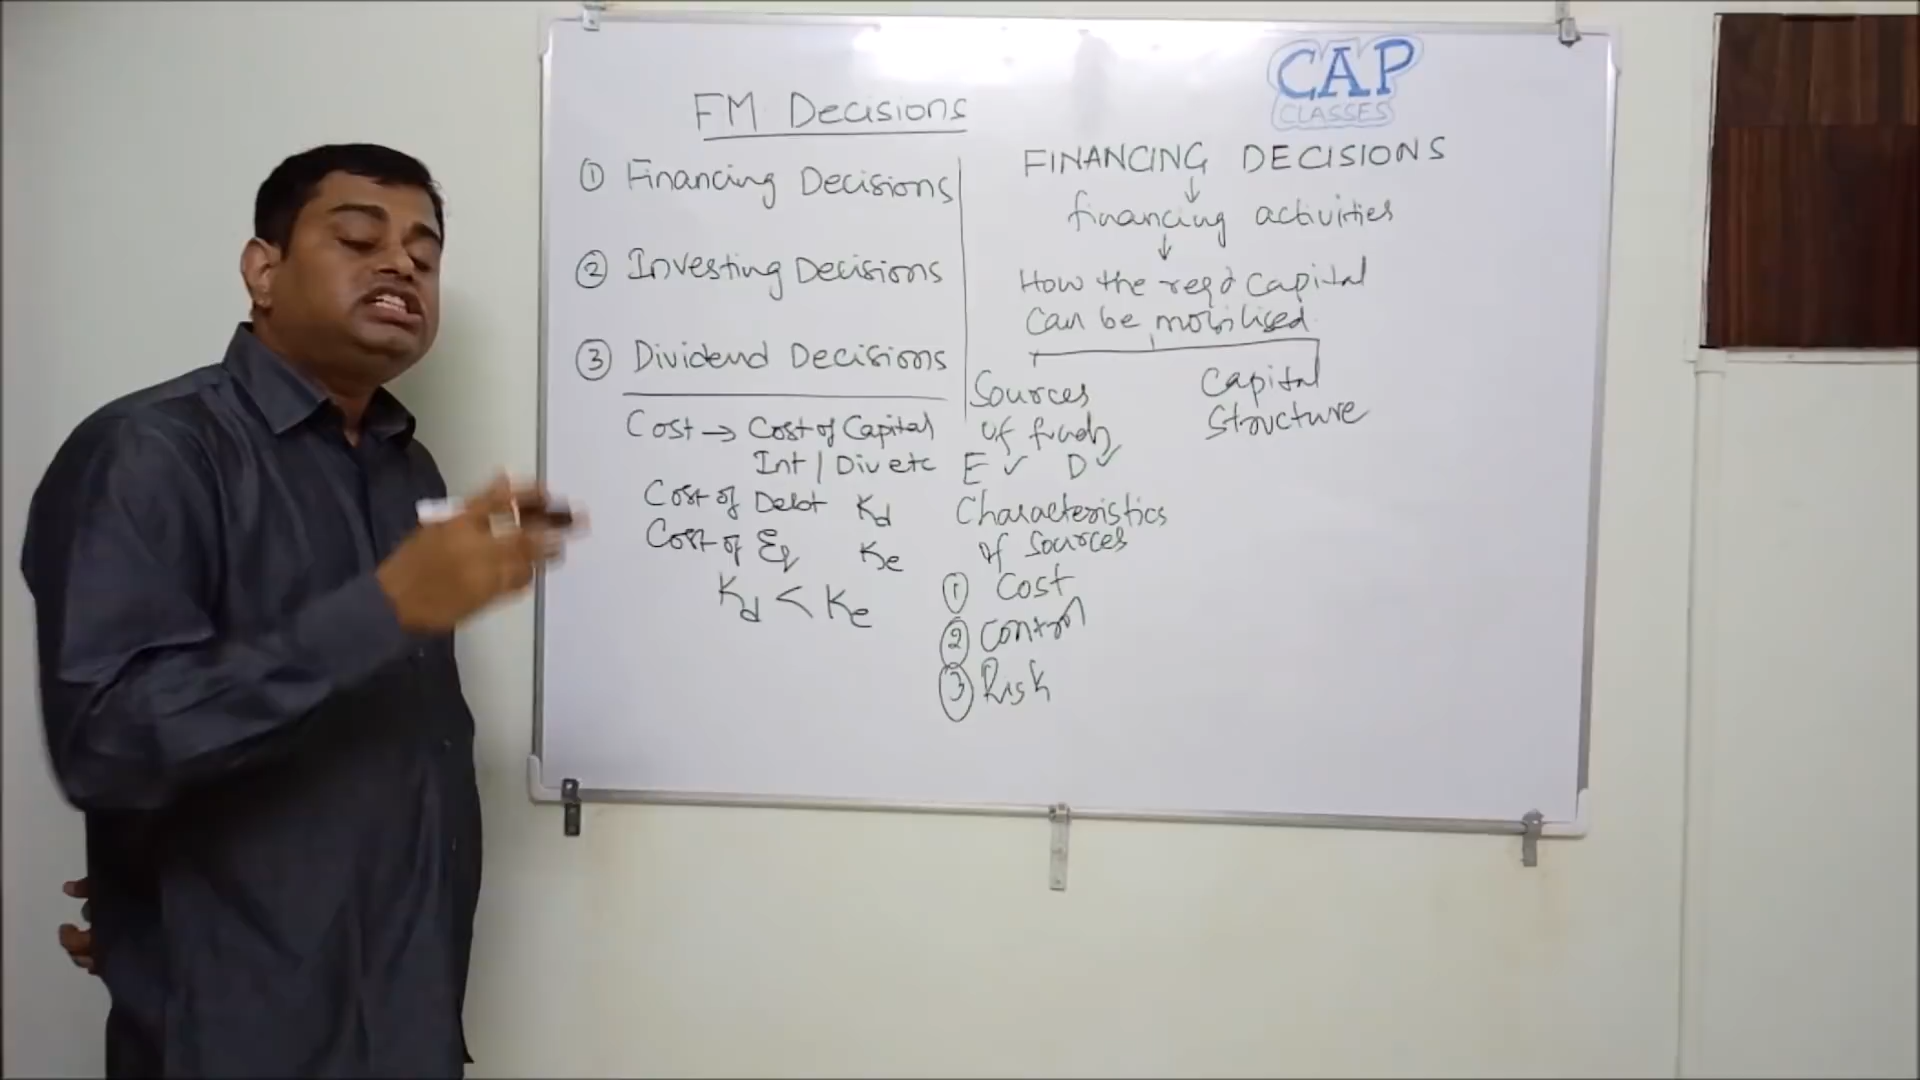 CAP
CLASSES
FM Decisions
① Financing Decisions
② Investing Decisions
③ Dividend Decisions
Cost → Cost of Capital
Int / Div etc
Cost of Debt Kd
Cost of Eq Ke
Kd < Ke
FINANCING DECISIONS
↓
financing activities
↓
How the reqd Capital
Can be mobilised
Sources
of funds
E ✓ D ✓
Capital
Structure
Characteristics
of Sources
① Cost
② Control
③ Risk